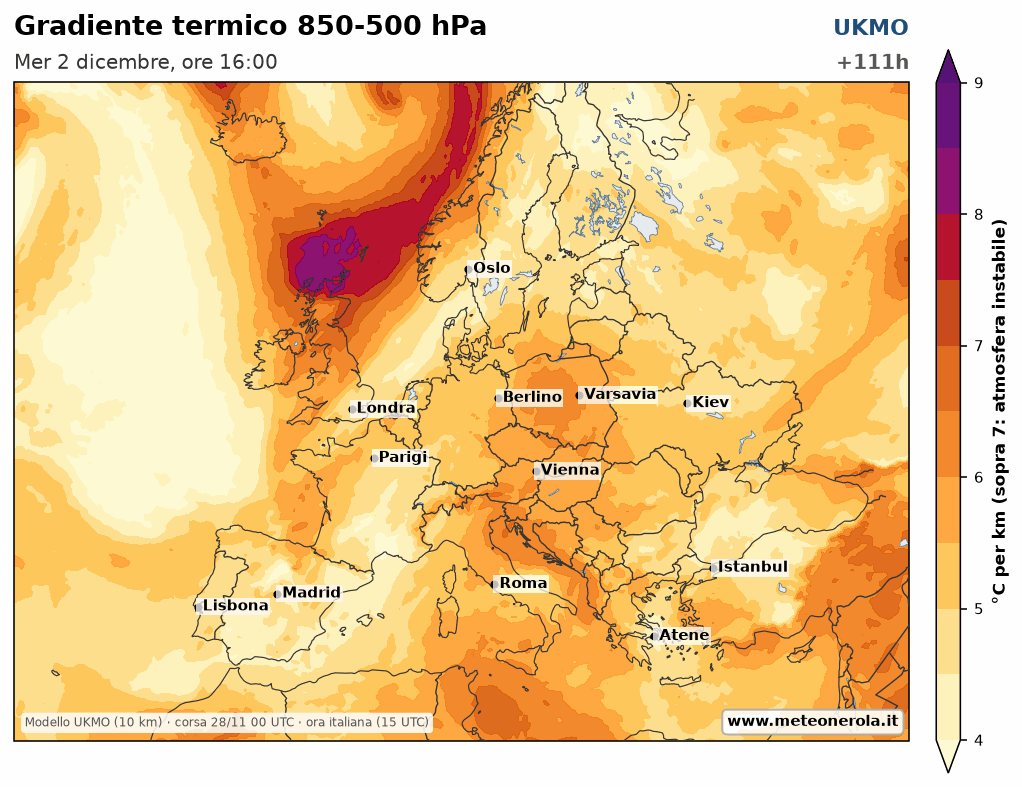 Gradiente termico 850-500 hPa
UKMO
Mer 2 dicembre, ore 16:00
+111h
Oslo
Londra
Berlino
Varsavia
Kiev
Parigi
Vienna
Madrid
Lisbona
Roma
Istanbul
Atene
Modello UKMO (10 km) · corsa 28/11 00 UTC · ora italiana (15 UTC)
www.meteonerola.it
9
8
7
6
5
4
°C per km (sopra 7: atmosfera instabile)